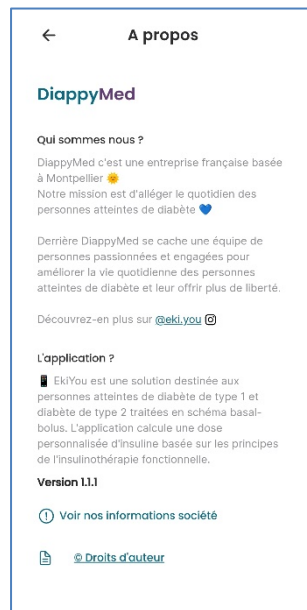 A propos
DiappyMed
Qui sommes nous ?
DiappyMed c'est une entreprise française basée
à Montpellier 🌞
Notre mission est d'alléger le quotidien des
personnes atteintes de diabète 💙
Derrière DiappyMed se cache une équipe de
personnes passionnées et engagées pour
améliorer la vie quotidienne des personnes
atteintes de diabète et leur offrir plus de liberté.
Découvrez-en plus sur @eki.you
L'application ?
📱 EkiYou est une solution destinée aux
personnes atteintes de diabète de type 1 et
diabète de type 2 traitées en schéma basal-
bolus. L'application calcule une dose
personnalisée d'insuline basée sur les principes
de l'insulinothérapie fonctionnelle.
Version 1.1.1
Voir nos informations société
© Droits d'auteur